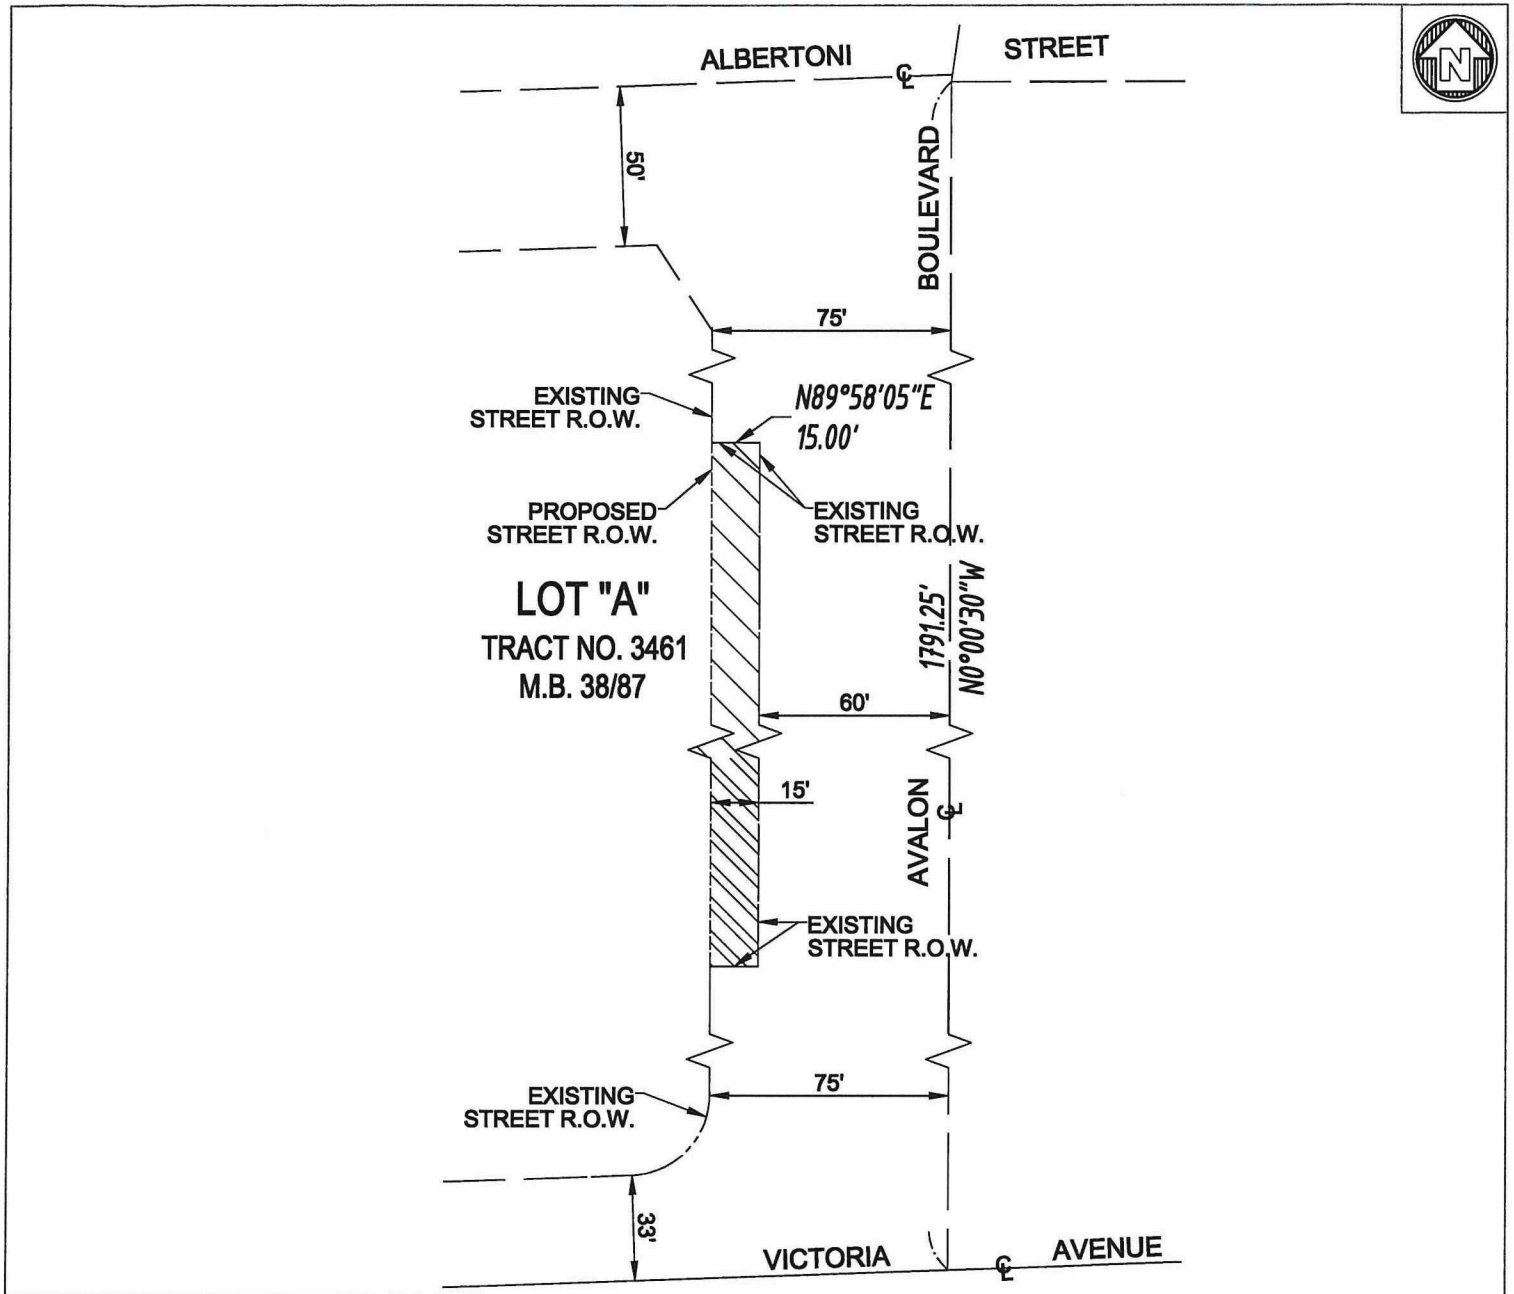 ALBERTONI
STREET
℄
N
50'
BOULEVARD
75'
EXISTING
STREET R.O.W.
N89°58'05"E
15.00'
PROPOSED
STREET R.O.W.
EXISTING
STREET R.O.W.
LOT "A"
TRACT NO. 3461
M.B. 38/87
1791.25'
N0°00'30"W
60'
15'
AVALON
℄
EXISTING
STREET R.O.W.
EXISTING
STREET R.O.W.
75'
33'
VICTORIA
℄
AVENUE